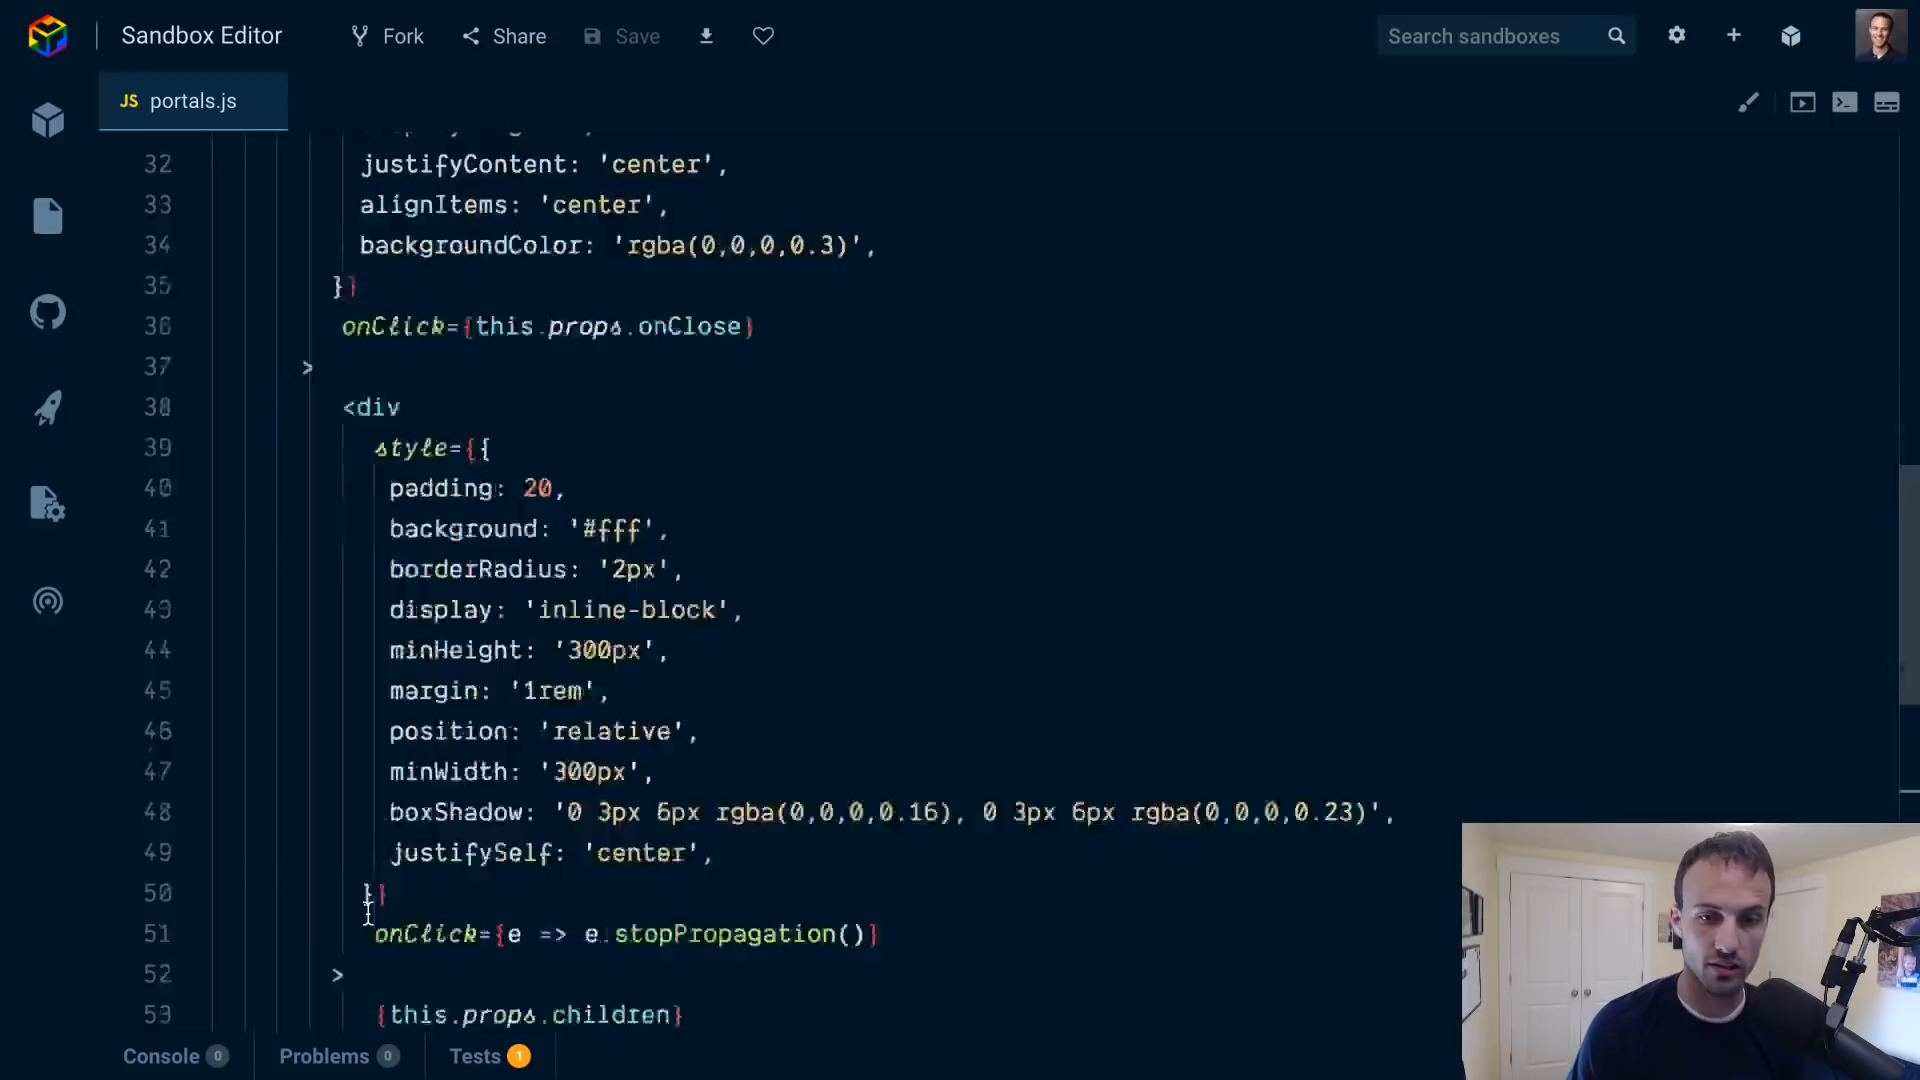 Sandbox Editor
Fork
Share
Save
Search sandboxes
JS portals.js
32 justifyContent: 'center',
33 alignItems: 'center',
34 backgroundColor: 'rgba(0,0,0,0.3)',
35 }}
36 onClick={this.props.onClose}
37 >
38 <div
39 style={{
40 padding: 20,
41 background: '#fff',
42 borderRadius: '2px',
43 display: 'inline-block',
44 minHeight: '300px',
45 margin: '1rem',
46 position: 'relative',
47 minWidth: '300px',
48 boxShadow: '0 3px 6px rgba(0,0,0,0.16), 0 3px 6px rgba(0,0,0,0.23)',
49 justifySelf: 'center',
50 }}
51 onClick={e => e.stopPropagation()}
52 >
53 {this.props.children}
Console 0
Problems 0
Tests 1